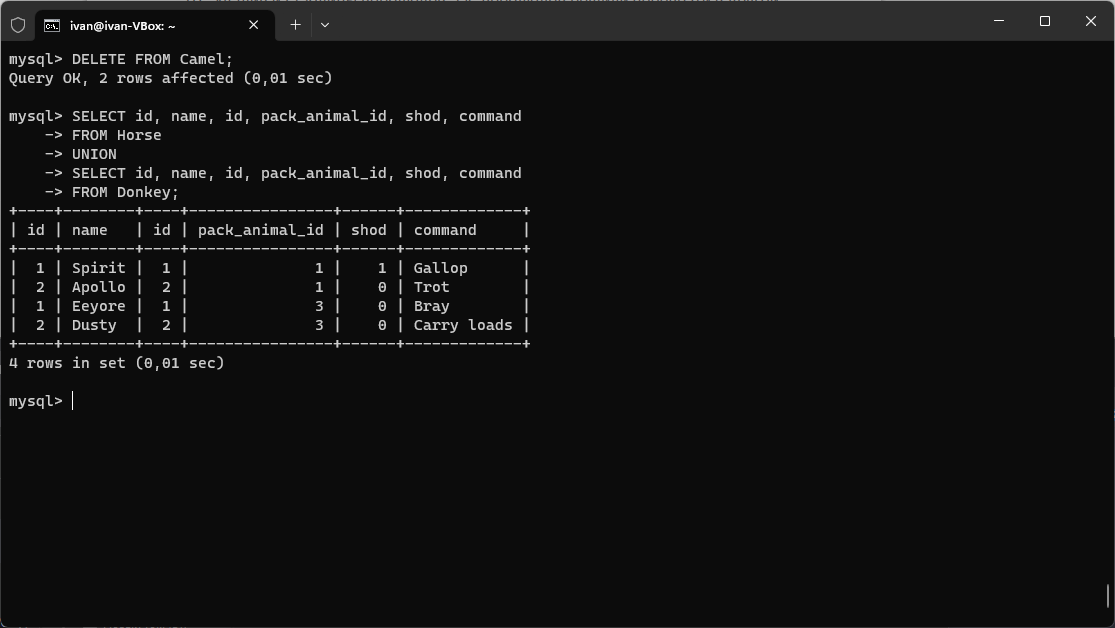 ivan@ivan-VBox: ~
mysql> DELETE FROM Camel;
Query OK, 2 rows affected (0,01 sec)
mysql> SELECT id, name, id, pack_animal_id, shod, command
    -> FROM Horse
    -> UNION
    -> SELECT id, name, id, pack_animal_id, shod, command
    -> FROM Donkey;
+----+--------+----+----------------+------+-------------+
| id | name   | id | pack_animal_id | shod | command     |
+----+--------+----+----------------+------+-------------+
|  1 | Spirit |  1 |              1 |    1 | Gallop      |
|  2 | Apollo |  2 |              1 |    0 | Trot        |
|  1 | Eeyore |  1 |              3 |    0 | Bray        |
|  2 | Dusty  |  2 |              3 |    0 | Carry loads |
+----+--------+----+----------------+------+-------------+
4 rows in set (0,01 sec)
mysql>